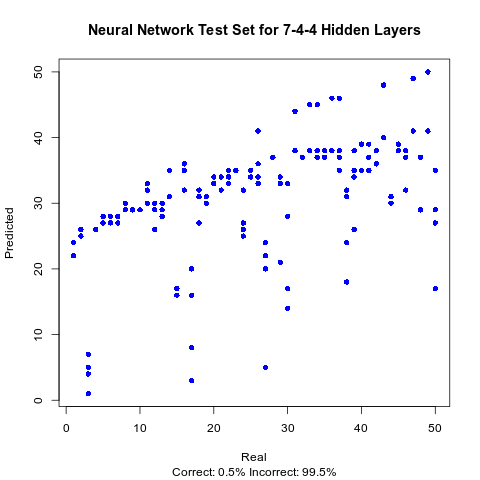 Neural Network Test Set for 7-4-4 Hidden Layers
Predicted
50
40
30
20
10
0
0 10 20 30 40 50
Real
Correct: 0.5% Incorrect: 99.5%